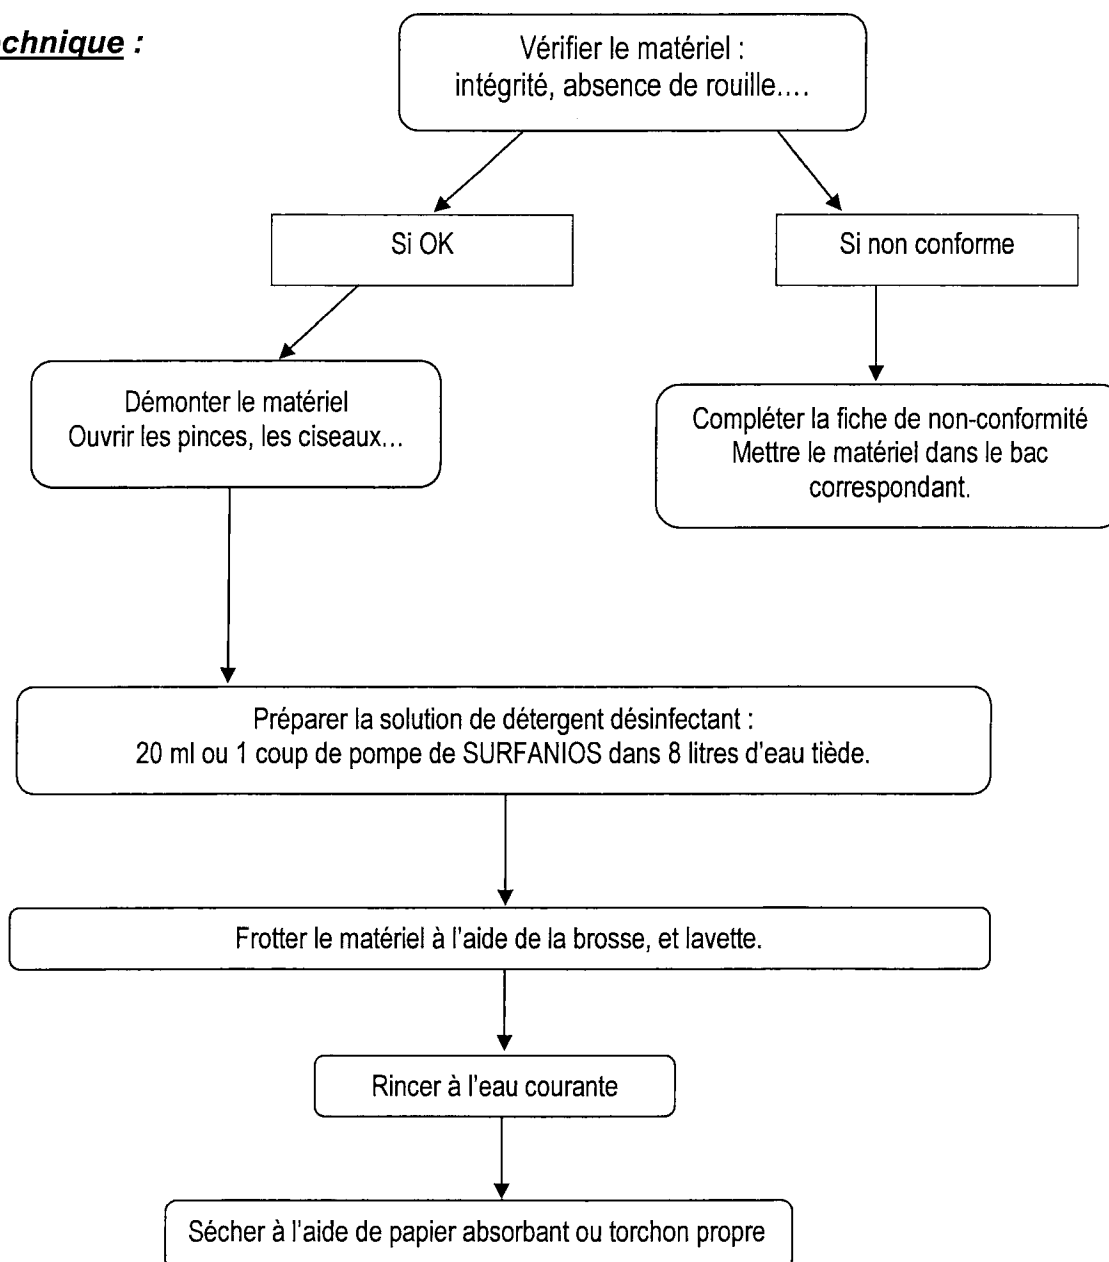 echnique :
Vérifier le matériel :
intégrité, absence de rouille....
Si OK
Si non conforme
Démonter le matériel
Ouvrir les pinces, les ciseaux...
Compléter la fiche de non-conformité
Mettre le matériel dans le bac
correspondant.
Préparer la solution de détergent désinfectant :
20 ml ou 1 coup de pompe de SURFANIOS dans 8 litres d'eau tiède.
Frotter le matériel à l'aide de la brosse, et lavette.
Rincer à l'eau courante
Sécher à l'aide de papier absorbant ou torchon propre